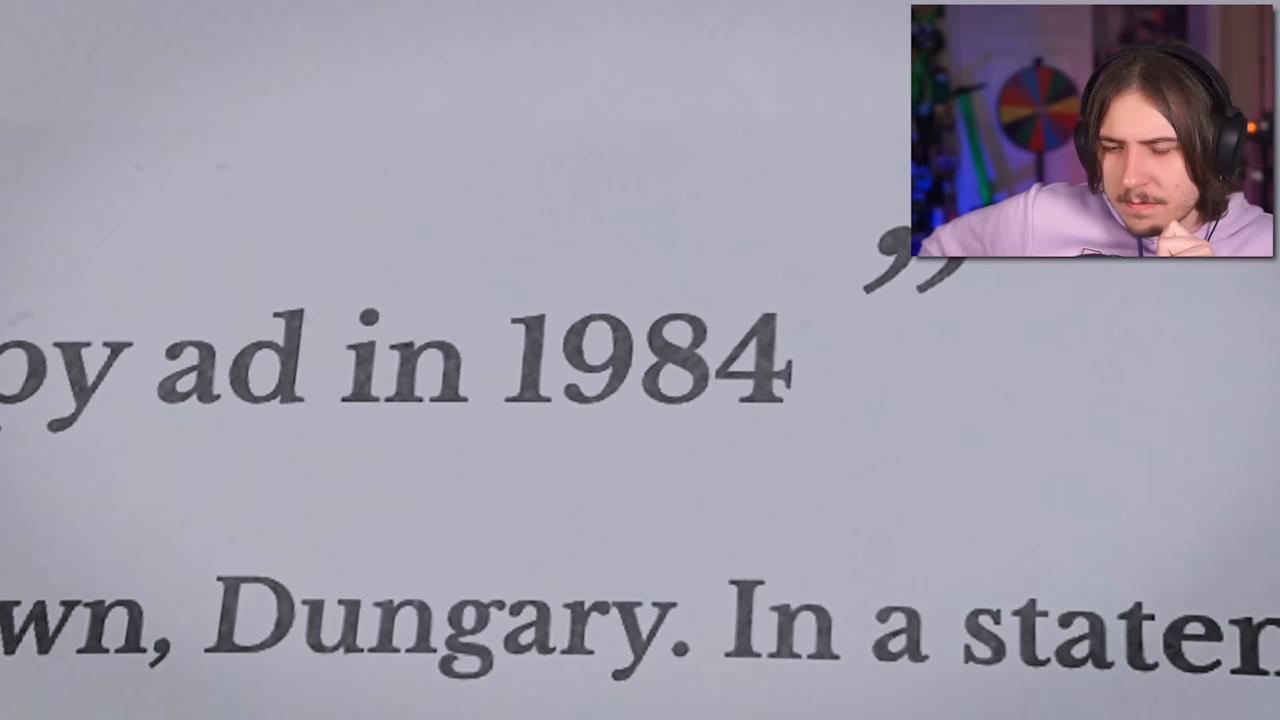 ”
py ad in 1984
wn, Dungary. In a staten